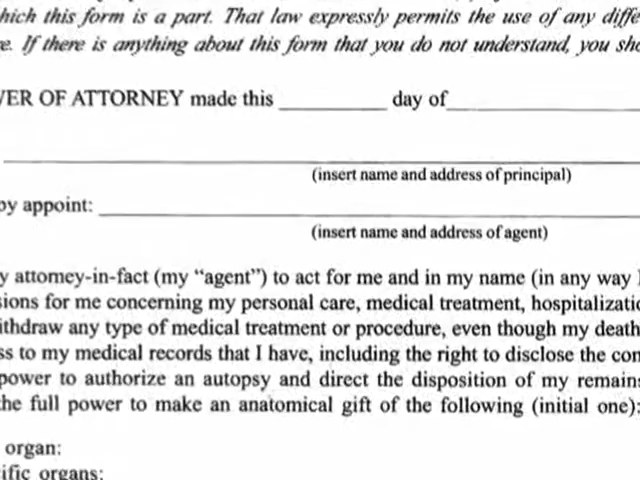 hich this form is a part. That law expressly permits the use of any diffe
e. If there is anything about this form that you do not understand, you sho
VER OF ATTORNEY made this ________ day of
(insert name and address of principal)
by appoint:
(insert name and address of agent)
y attorney-in-fact (my “agent”) to act for me and in my name (in any way I
sions for me concerning my personal care, medical treatment, hospitalizatio
ithdraw any type of medical treatment or procedure, even though my death
ss to my medical records that I have, including the right to disclose the con
power to authorize an autopsy and direct the disposition of my remains
he full power to make an anatomical gift of the following (initial one):
organ:
ific organs: